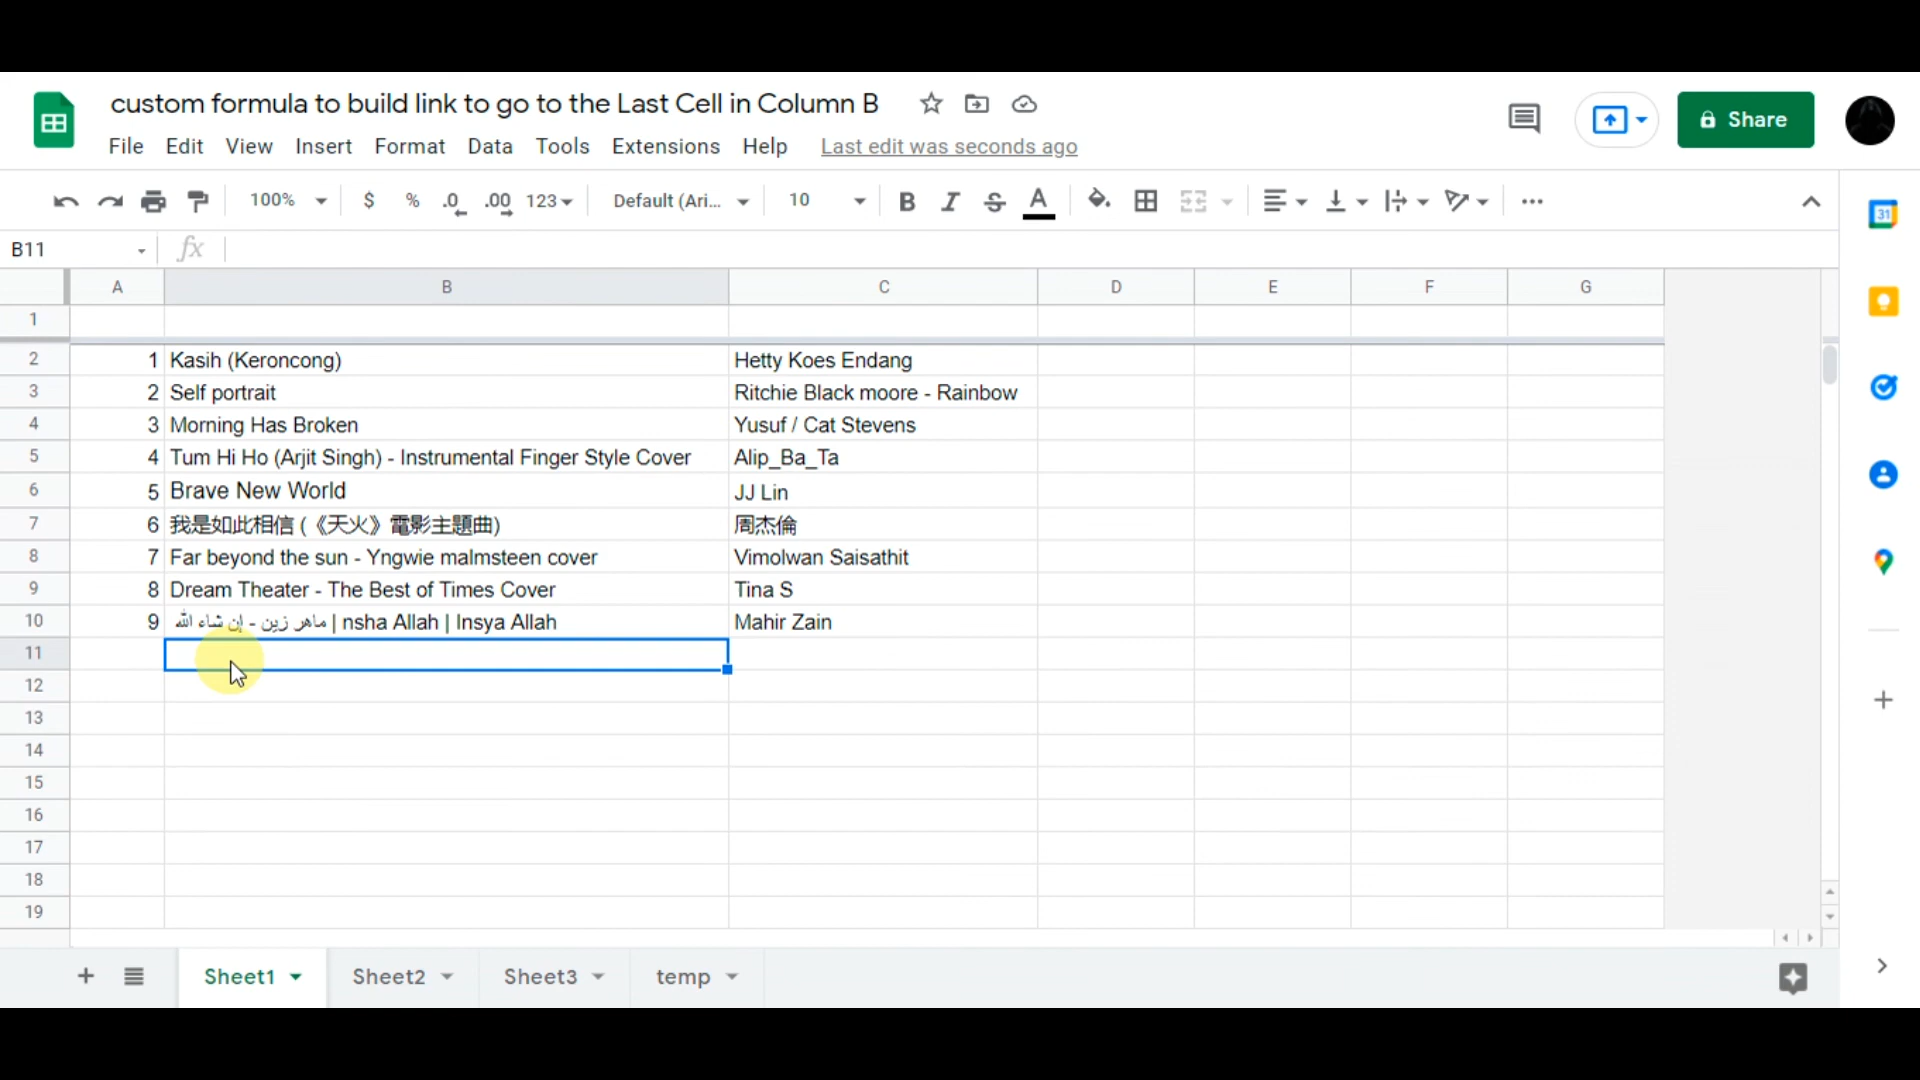 custom formula to build link to go to the Last Cell in Column B
Share
File Edit View Insert Format Data Tools Extensions Help Last edit was seconds ago
100% $ % .0 .00 123 Default (Ari... 10 B I S A
31
B11 fx
A B C D E F G
1
2 1 Kasih (Keroncong) Hetty Koes Endang
3 2 Self portrait Ritchie Black moore - Rainbow
4 3 Morning Has Broken Yusuf / Cat Stevens
5 4 Tum Hi Ho (Arjit Singh) - Instrumental Finger Style Cover Alip_Ba_Ta
6 5 Brave New World JJ Lin
7 6 我是如此相信 (《天火》電影主題曲) 周杰倫
8 7 Far beyond the sun - Yngwie malmsteen cover Vimolwan Saisathit
9 8 Dream Theater - The Best of Times Cover Tina S
10 9 ماهر زين - إن شاء الله | nsha Allah | Insya Allah Mahir Zain
11
12
13
14
15
16
17
18
19
Sheet1 Sheet2 Sheet3 temp